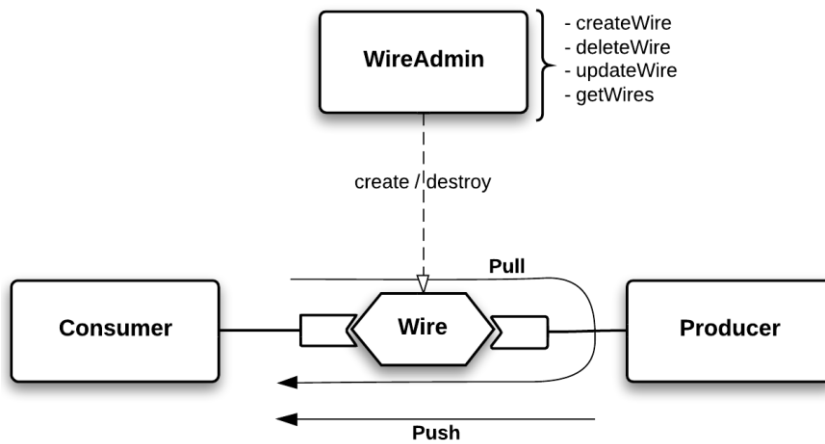 WireAdmin
- createWire
- deleteWire
- updateWire
- getWires
create / destroy
Pull
Consumer
Wire
Producer
Push